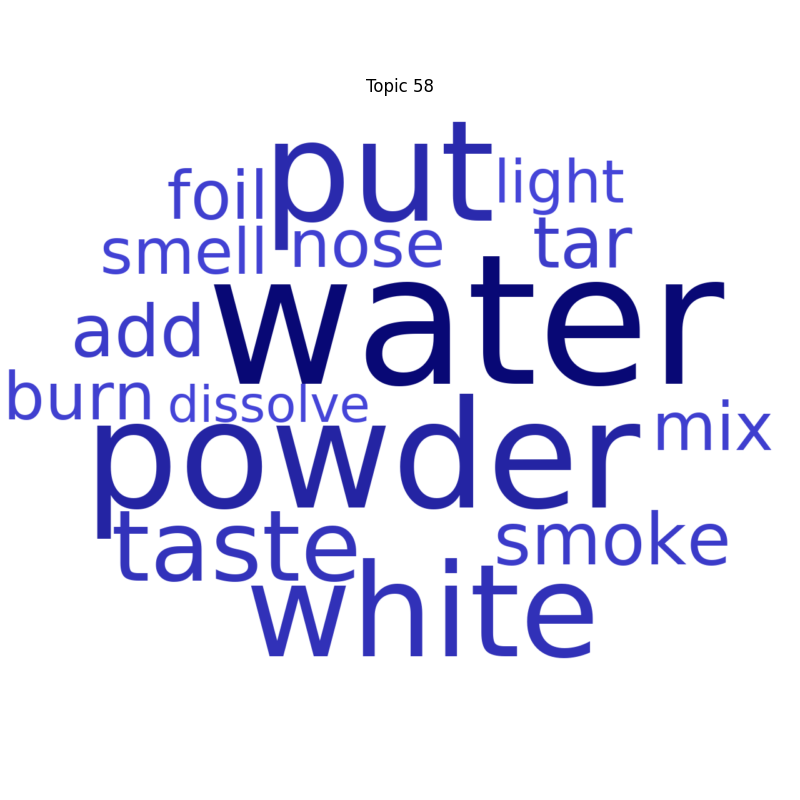 Topic 58
put
foil
light
smell
nose
tar
water
add
burn
dissolve
powder
mix
taste
smoke
white